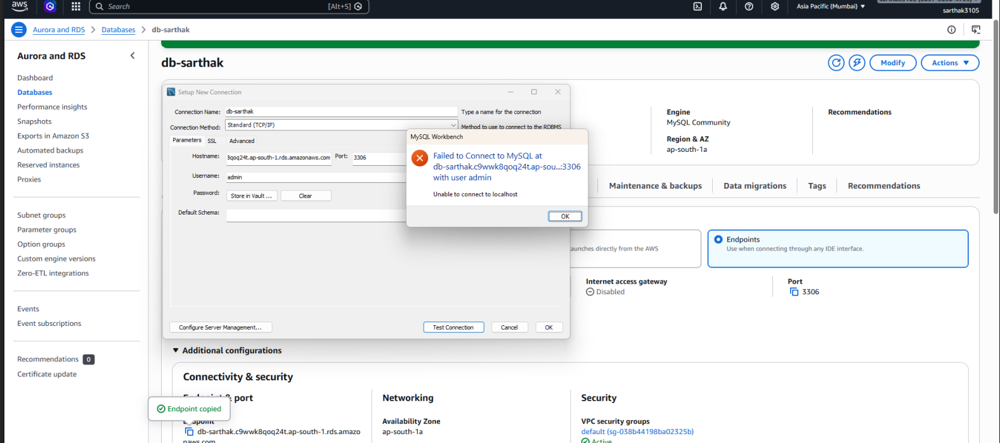 aws
Search
[Alt+S]
Asia Pacific (Mumbai) ▼
sarthak3105
Aurora and RDS > Databases > db-sarthak
Aurora and RDS
Dashboard
Databases
Performance insights
Snapshots
Exports in Amazon S3
Automated backups
Reserved instances
Proxies
Subnet groups
Parameter groups
Option groups
Custom engine versions
Zero-ETL integrations
Events
Event subscriptions
Recommendations 0
Certificate update
db-sarthak
Modify
Actions ▼
Engine
MySQL Community
Region & AZ
ap-south-1a
Recommendations
Setup New Connection
Connection Name: db-sarthak
Type a name for the connection
Connection Method: Standard (TCP/IP)
Method to use to connect to the RDBMS
Parameters SSL Advanced
Hostname: 8qoq24t.ap-south-1.rds.amazonaws.com Port: 3306
Username: admin
Password: Store in Vault ... Clear
Default Schema:
Configure Server Management...
Test Connection
Cancel
OK
MySQL Workbench
Failed to Connect to MySQL at
db-sarthak.c9wwk8qoq24t.ap-sou...:3306
with user admin
Unable to connect to localhost
OK
Maintenance & backups
Data migrations
Tags
Recommendations
launches directly from the AWS
Endpoints
Use when connecting through any IDE interface.
Internet access gateway
Disabled
Port
3306
▼ Additional configurations
Connectivity & security
Endpoint & port
Endpoint copied
Endpoint
db-sarthak.c9wwk8qoq24t.ap-south-1.rds.amazo
naws.com
Networking
Availability Zone
ap-south-1a
Security
VPC security groups
default (sg-038b44198ba02325b)
Active